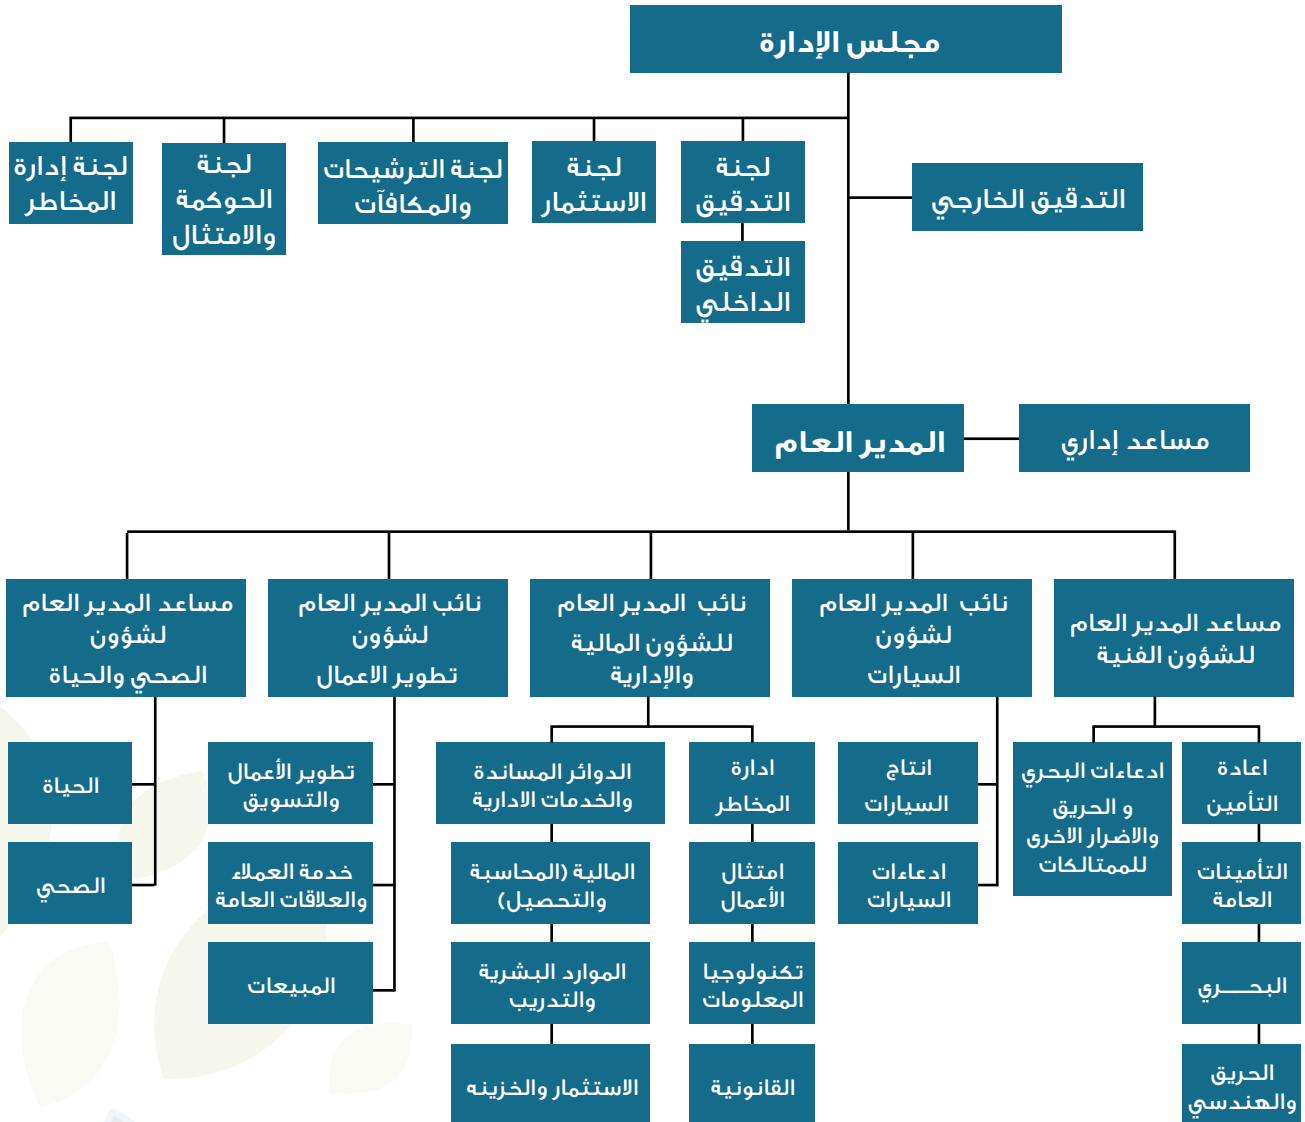 مجلس الإدارة
لجنة
التدقيق
لجنة
الاستثمار
لجنة الترشيحات
والمكافآت
لجنة
الحوكمة
والامتثال
لجنة إدارة
المخاطر
التدقيق الخارجي
التدقيق
الداخلي
مساعد إداري
المدير العام
مساعد المدير العام
للشؤون الفنية
نائب المدير العام
لشؤون
السيارات
نائب المدير العام
للشؤون المالية
والإدارية
نائب المدير العام
لشؤون
تطوير الاعمال
مساعد المدير العام
لشؤون
الصحي والحياة
اعادة
التأمين
التأمينات
العامة
البحــــري
الحريق
والهندسي
ادعاءات البحري
و الحريق
والاضرار الاخرى
للممتالكات
انتاج
السيارات
ادعاءات
السيارات
ادارة
المخاطر
امتثال
الأعمال
تكنولوجيا
المعلومات
القانونية
الدوائر المساندة
والخدمات الادارية
المالية (المحاسبة
والتحصيل)
الموارد البشرية
والتدريب
الاستثمار والخزينه
تطوير الأعمال
والتسويق
خدمة العملاء
والعلاقات العامة
المبيعات
الحياة
الصحي